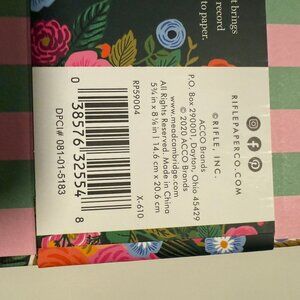 t brings
record
to paper.
RIFLEPAPERCO.COM
©RIFLE, INC.
ACCO Brands
© 2020 ACCO Brands
P.O. Box 290001, Dayton, Ohio 45429
www.meadcambridge.com
All Rights Reserved. Made in China
5¾ in x 8⅛ in | 14.6 cm x 20.6 cm
RP59004
X-610
0 38576 32554 8
DPCI# 081-01-5183